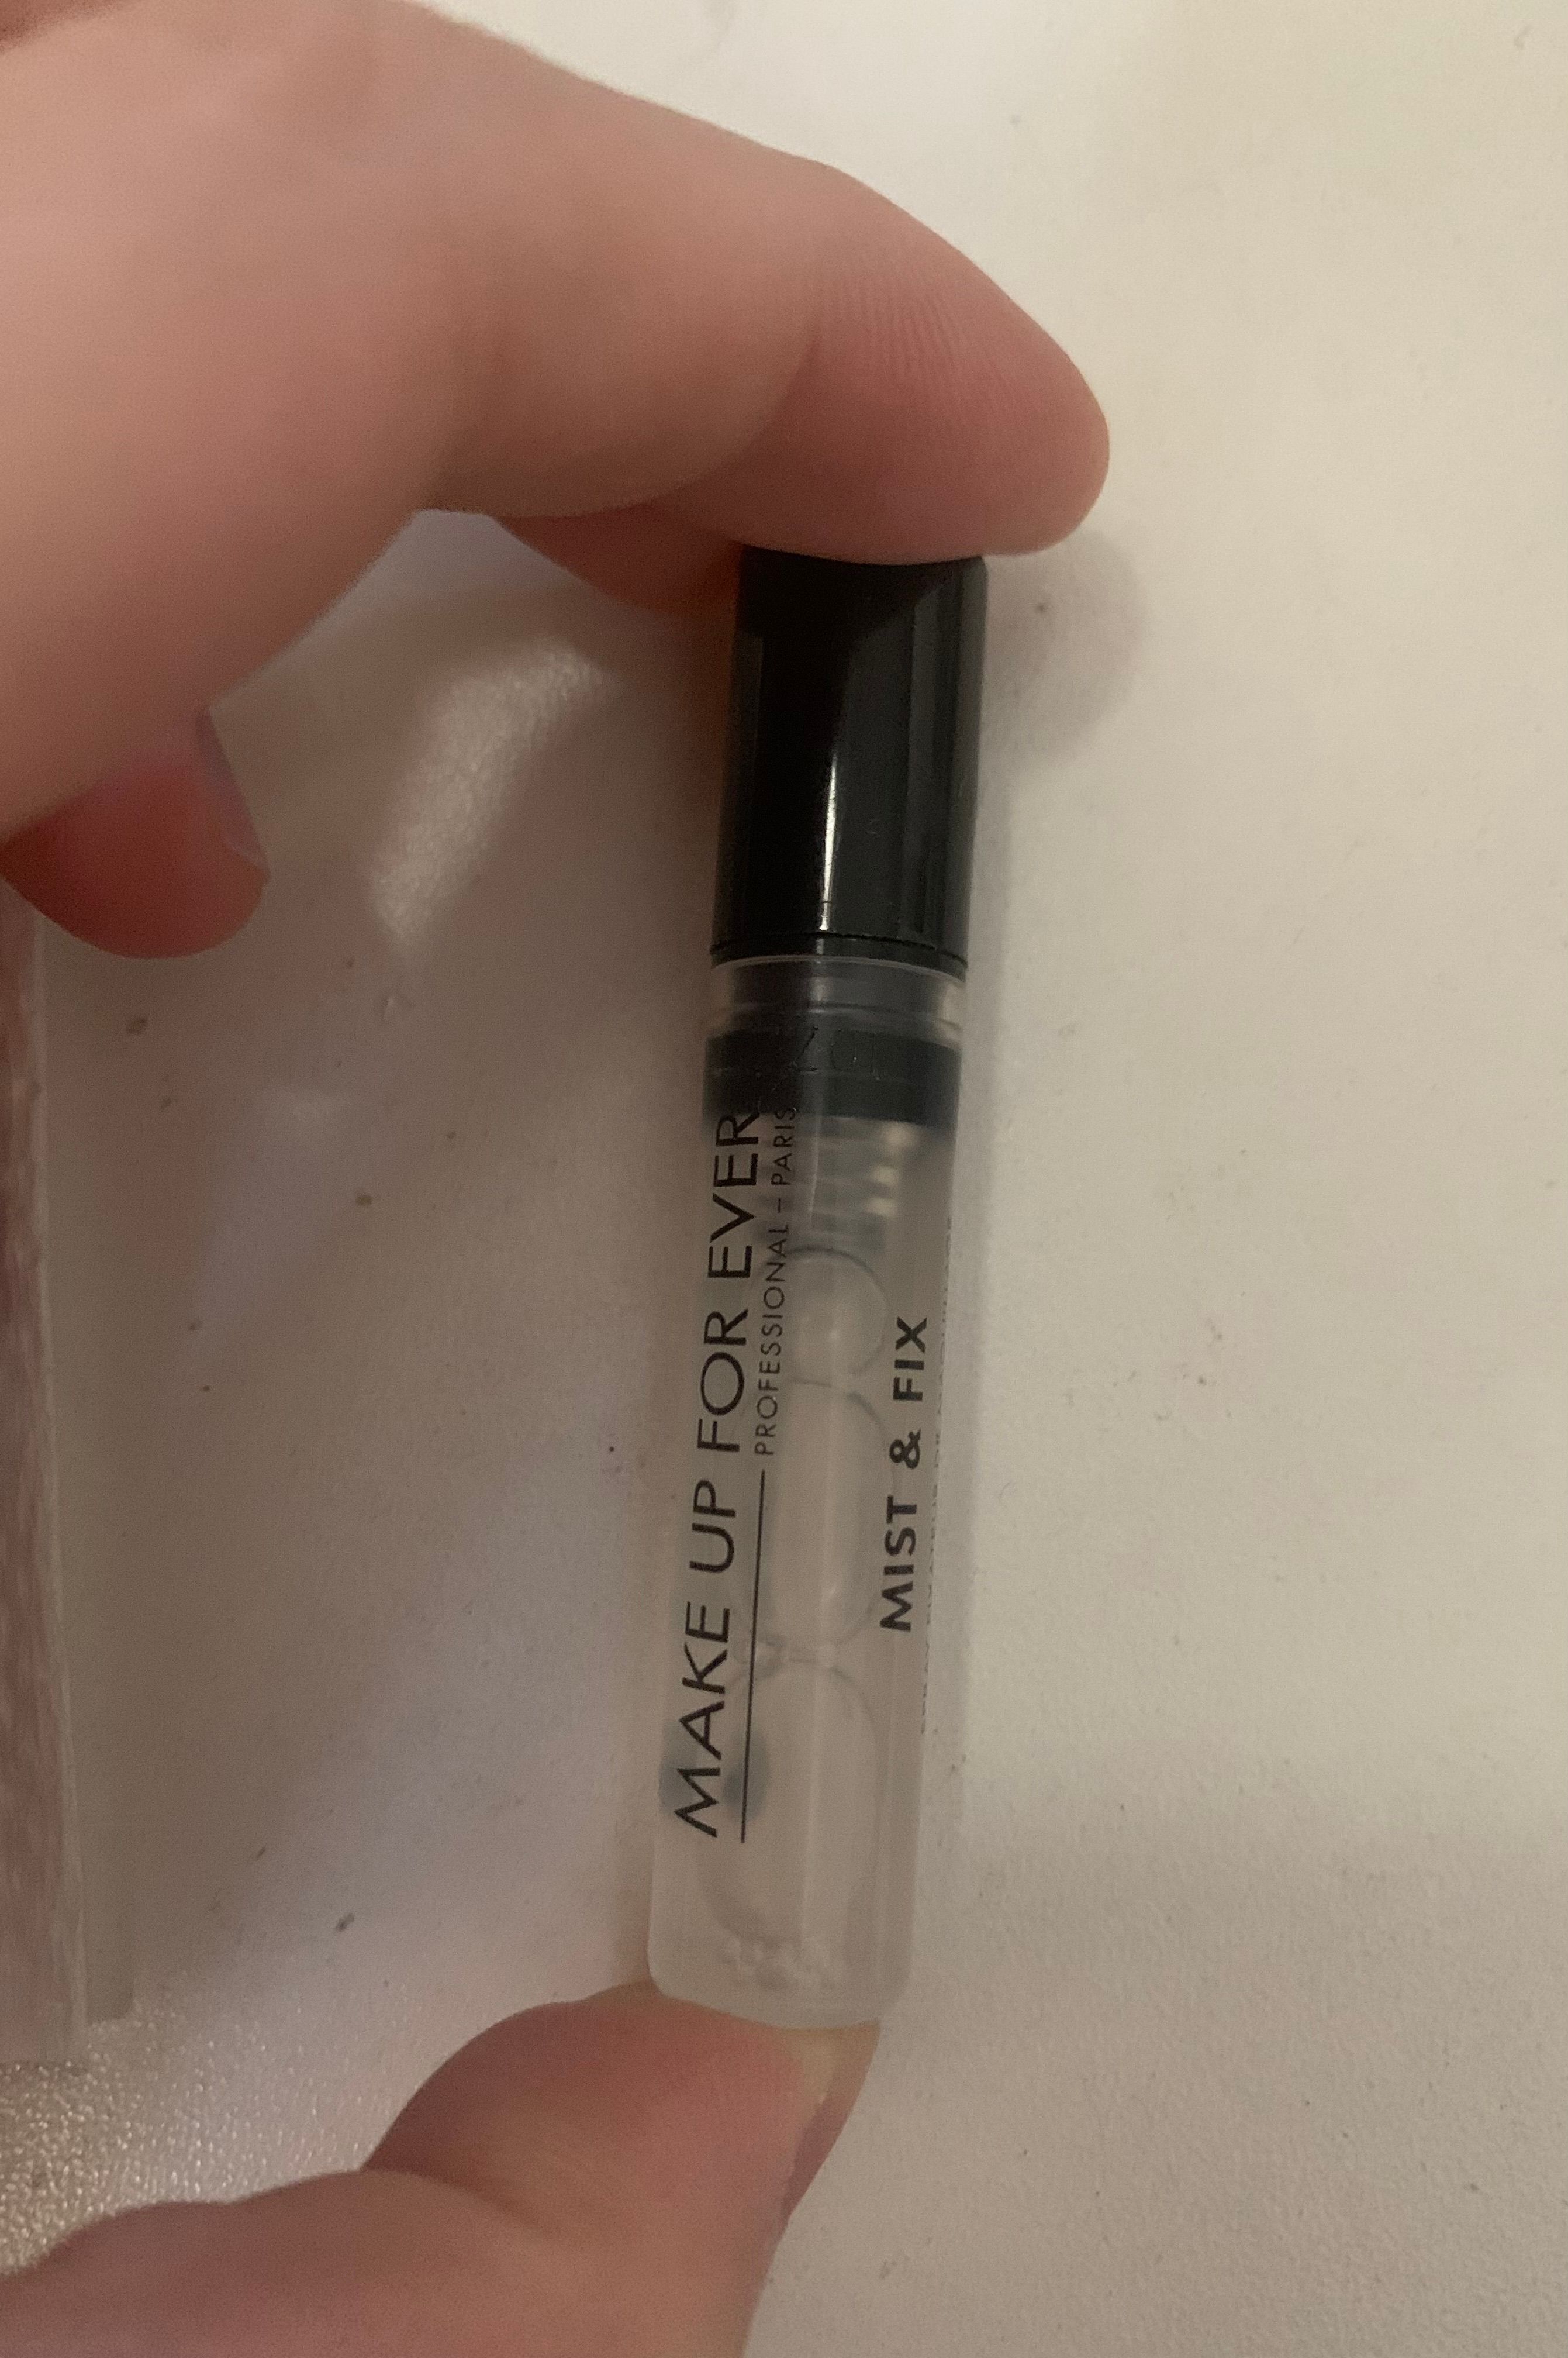 MAKE UP FOR EVER
PROFESSIONAL – PARIS
MIST & FIX